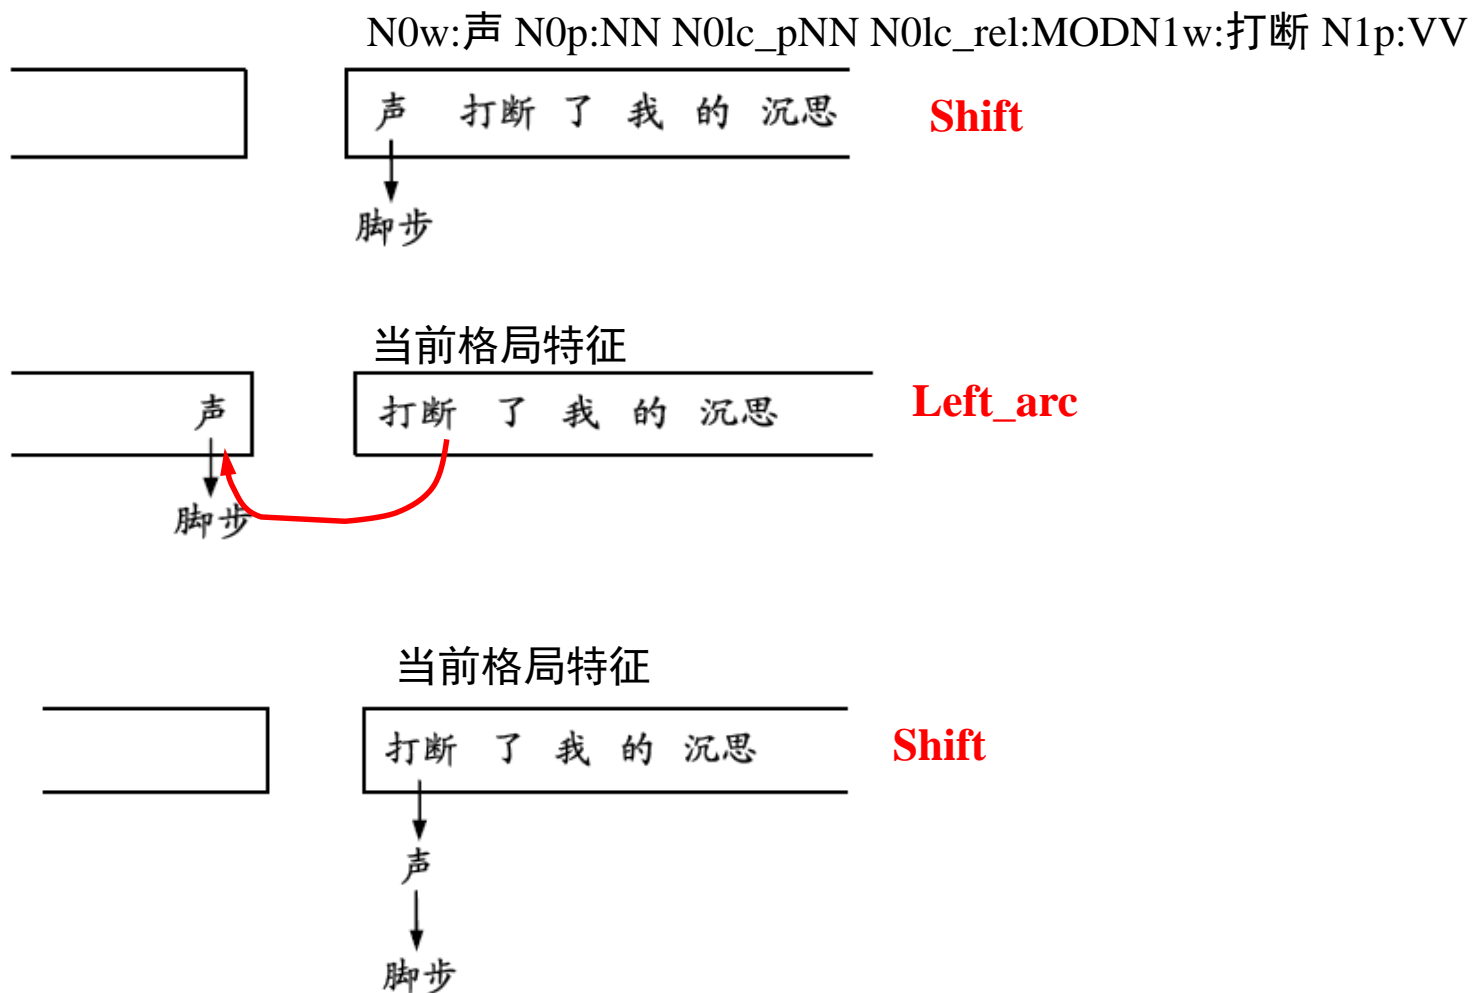 N0w:声 N0p:NN N0lc_pNN N0lc_rel:MODN1w:打断 N1p:VV
声 打断 了 我 的 沉思 Shift
脚步
当前格局特征
声 打断 了 我 的 沉思 Left_arc
脚步
当前格局特征
打断 了 我 的 沉思 Shift
声
脚步